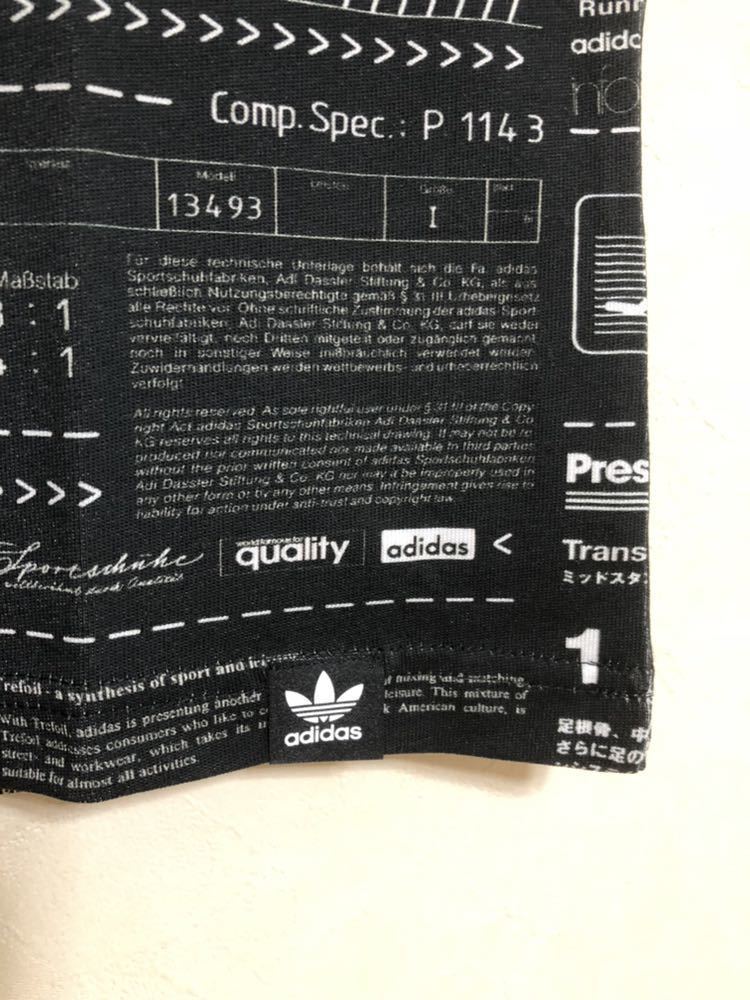 Runn
adida
info
Comp. Spec.: P 1143
Modell
13493
Größe
I
Maßstab
: 1
: 1
Für diese technische Unterlage behält sich die Fa. adidas
Sportschuhfabriken, Adi Dassler Stiftung & Co. KG, als aus
schließlich Nutzungsberechtigte gemäß § 31 III Urhebergesetz
alle Rechte vor. Ohne schriftliche Zustimmung der adidas-Sport
schuhfabriken, Adi Dassler Stiftung & Co. KG, darf sie weder
vervielfältigt, noch Dritten mitgeteilt oder zugänglich gemacht,
noch in sonstiger Weise mißbräuchlich verwendet werden.
Zuwiderhandlungen werden wettbewerbs- und urheberrechtlich
verfolgt
All rights reserved. As sole rightful user under § 31 III of the Copy
right Act adidas Sportschuhfabriken Adi Dassler Stiftung & Co
KG reserves all rights to this technical drawing. It may not be re
produced nor communicated nor made available to third parties
without the prior written consent of adidas Sportschuhfabriken
Adi Dassler Stiftung & Co. KG nor may it be improperly used in
any other form or by any other means. Infringement gives rise to
liability for action under anti-trust and copyright law.
Pres
Sportschuhe
weltberühmt durch Qualität
world famous for
quality
adidas
Trans
ミッドスタン
1
Trefoil - a synthesis of sport and leisure
mixing and matching
With Trefoil, adidas is presenting another
leisure. This mixture of
Trefoil addresses consumers who like to
American culture, is
street- and workwear, which takes its
suitable for almost all activities.
adidas
足根骨、中
さらに足の